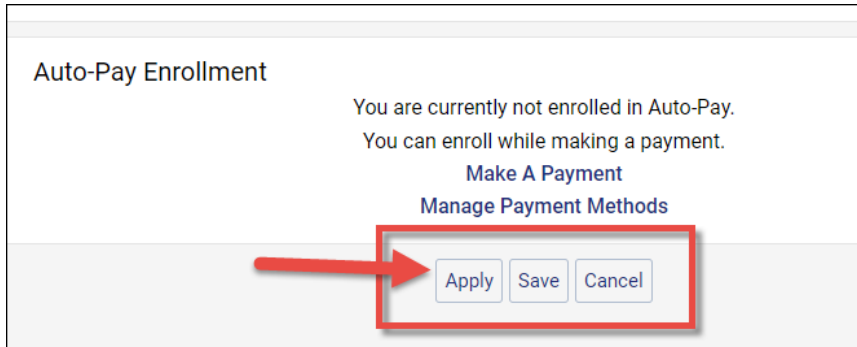 Auto-Pay Enrollment
You are currently not enrolled in Auto-Pay.
You can enroll while making a payment.
Make A Payment
Manage Payment Methods
Apply Save Cancel